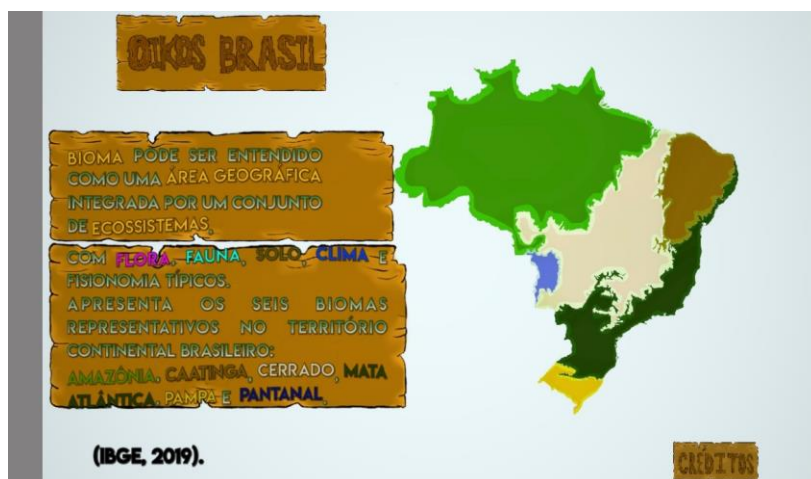 OIKOS BRASIL
BIOMA PODE SER ENTENDIDO
COMO UMA ÁREA GEOGRÁFICA
INTEGRADA POR UM CONJUNTO
DE ECOSSISTEMAS,
COM FLORA, FAUNA, SOLO, CLIMA E
FISIONOMIA TÍPICOS.
APRESENTA OS SEIS BIOMAS
REPRESENTATIVOS NO TERRITÓRIO
CONTINENTAL BRASILEIRO:
AMAZÔNIA, CAATINGA, CERRADO, MATA
ATLÂNTICA, PAMPA E PANTANAL.
(IBGE, 2019).
CRÉDITOS